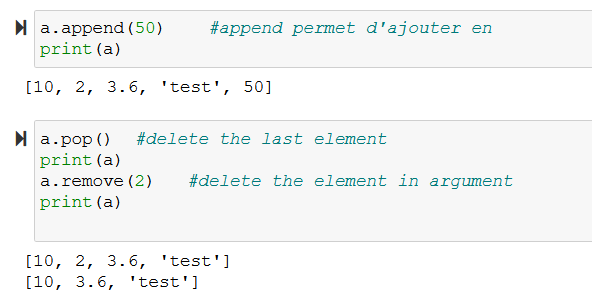 a.append(50)    #append permet d'ajouter en
print(a)
[10, 2, 3.6, 'test', 50]
a.pop()  #delete the last element
print(a)
a.remove(2)   #delete the element in argument
print(a)
[10, 2, 3.6, 'test']
[10, 3.6, 'test']